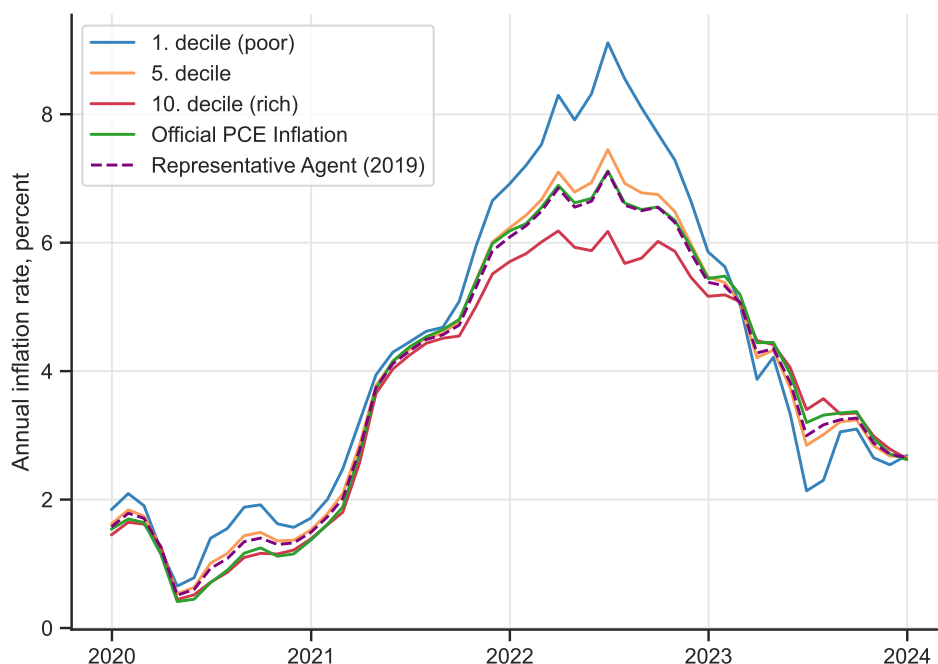 1. decile (poor)
5. decile
10. decile (rich)
Official PCE Inflation
Representative Agent (2019)
Annual inflation rate, percent
8
6
4
2
0
2020 2021 2022 2023 2024